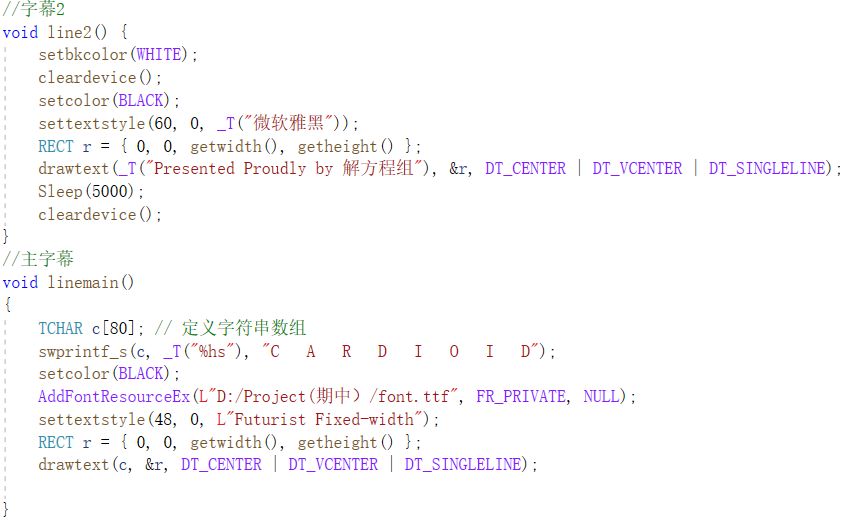 //字幕2
void line2() {
    setbkcolor(WHITE);
    cleardevice();
    setcolor(BLACK);
    settextstyle(60, 0, _T("微软雅黑"));
    RECT r = { 0, 0, getwidth(), getheight() };
    drawtext(_T("Presented Proudly by 解方程组"), &r, DT_CENTER | DT_VCENTER | DT_SINGLELINE);
    Sleep(5000);
    cleardevice();
}
//主字幕
void linemain()
{
    TCHAR c[80]; // 定义字符串数组
    swprintf_s(c, _T("%hs"), "C   A   R   D   I   O   I   D");
    setcolor(BLACK);
    AddFontResourceEx(L"D:/Project(期中）/font.ttf", FR_PRIVATE, NULL);
    settextstyle(48, 0, L"Futurist Fixed-width");
    RECT r = { 0, 0, getwidth(), getheight() };
    drawtext(c, &r, DT_CENTER | DT_VCENTER | DT_SINGLELINE);
}